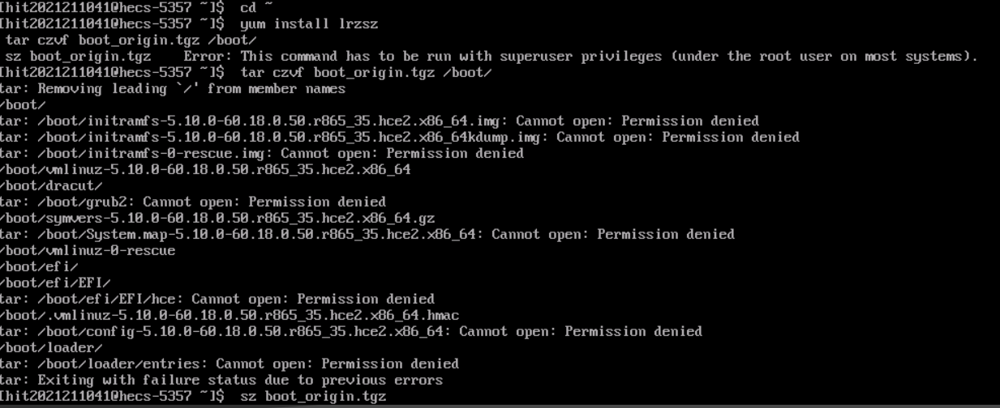 [hit2021211041@hecs-5357 ~]$ cd ~
[hit2021211041@hecs-5357 ~]$ yum install lrzsz
tar czvf boot_origin.tgz /boot/
sz boot_origin.tgz Error: This command has to be run with superuser privileges (under the root user on most systems).
[hit2021211041@hecs-5357 ~]$ tar czvf boot_origin.tgz /boot/
tar: Removing leading `/' from member names
/boot/
tar: /boot/initramfs-5.10.0-60.18.0.50.r865_35.hce2.x86_64.img: Cannot open: Permission denied
tar: /boot/initramfs-5.10.0-60.18.0.50.r865_35.hce2.x86_64kdump.img: Cannot open: Permission denied
tar: /boot/initramfs-0-rescue.img: Cannot open: Permission denied
/boot/vmlinuz-5.10.0-60.18.0.50.r865_35.hce2.x86_64
/boot/dracut/
tar: /boot/grub2: Cannot open: Permission denied
/boot/symvers-5.10.0-60.18.0.50.r865_35.hce2.x86_64.gz
tar: /boot/System.map-5.10.0-60.18.0.50.r865_35.hce2.x86_64: Cannot open: Permission denied
/boot/vmlinuz-0-rescue
/boot/efi/
/boot/efi/EFI/
tar: /boot/efi/EFI/hce: Cannot open: Permission denied
/boot/.vmlinuz-5.10.0-60.18.0.50.r865_35.hce2.x86_64.hmac
tar: /boot/config-5.10.0-60.18.0.50.r865_35.hce2.x86_64: Cannot open: Permission denied
/boot/loader/
tar: /boot/loader/entries: Cannot open: Permission denied
tar: Exiting with failure status due to previous errors
[hit2021211041@hecs-5357 ~]$ sz boot_origin.tgz